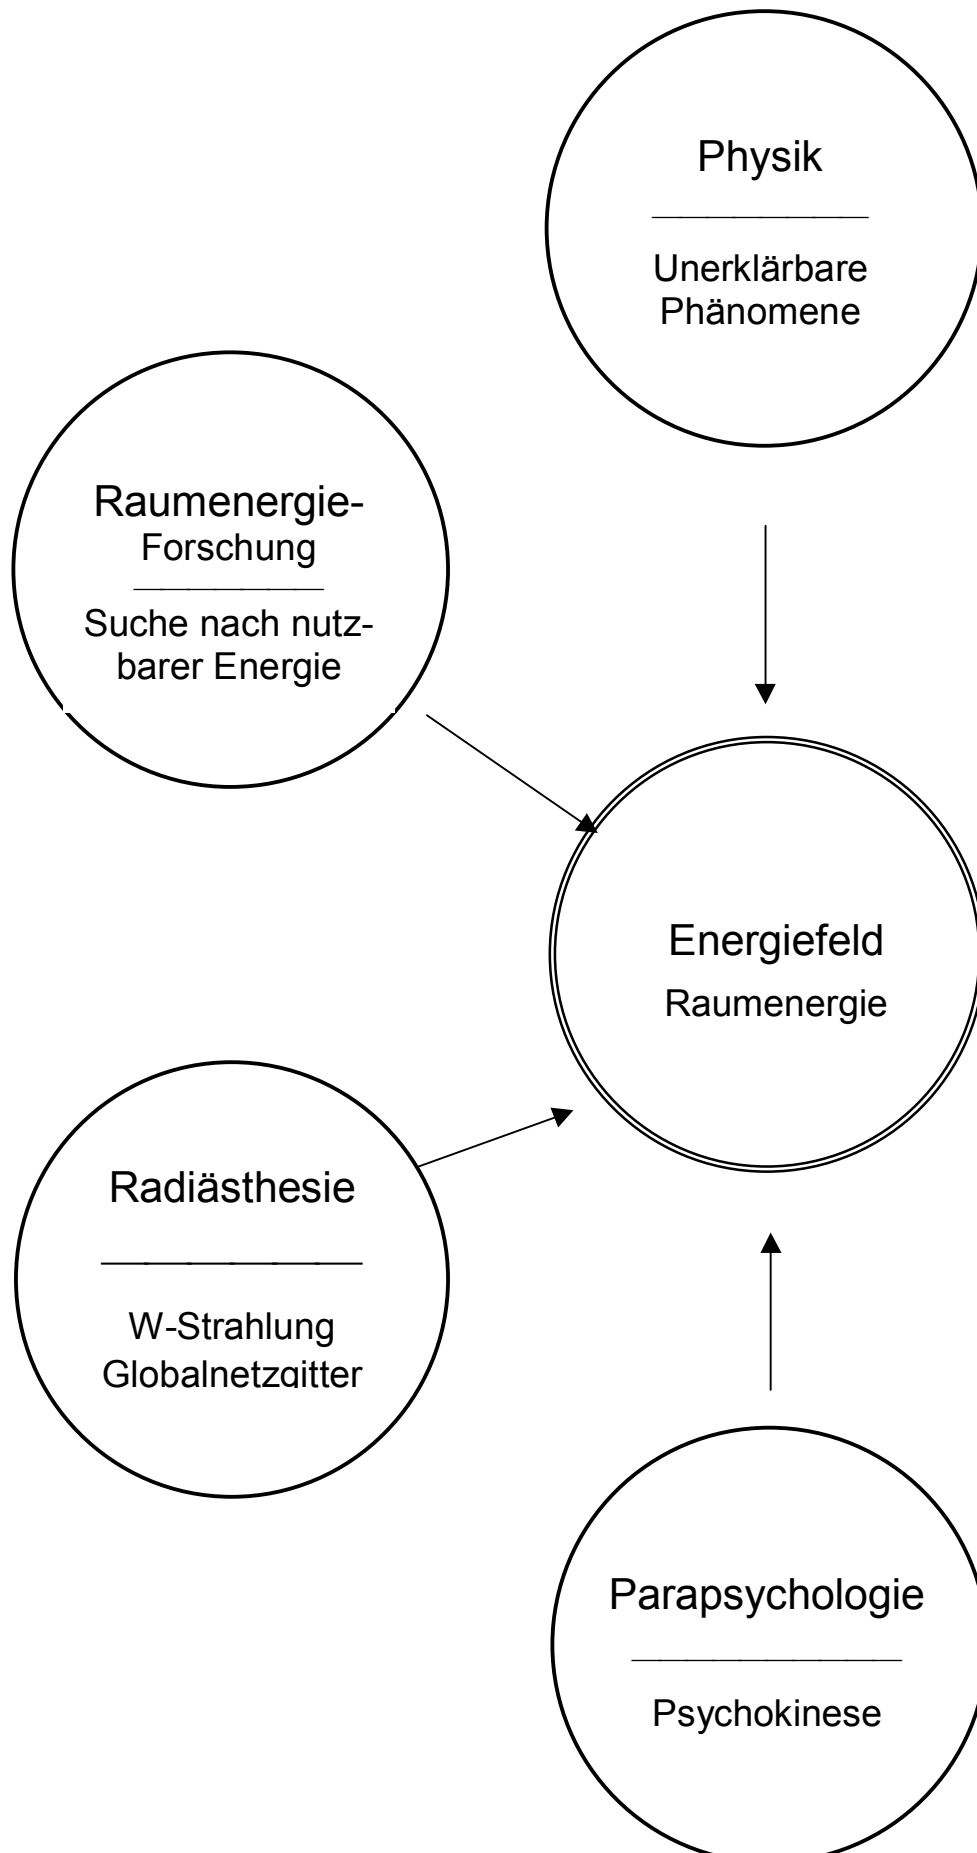 Physik
Unerklärbare
Phänomene
Raumenergie-
Forschung
Suche nach nutz-
barer Energie
Energiefeld
Raumenergie
Radiästhesie
W-Strahlung
Globalnetzgitter
Parapsychologie
Psychokinese